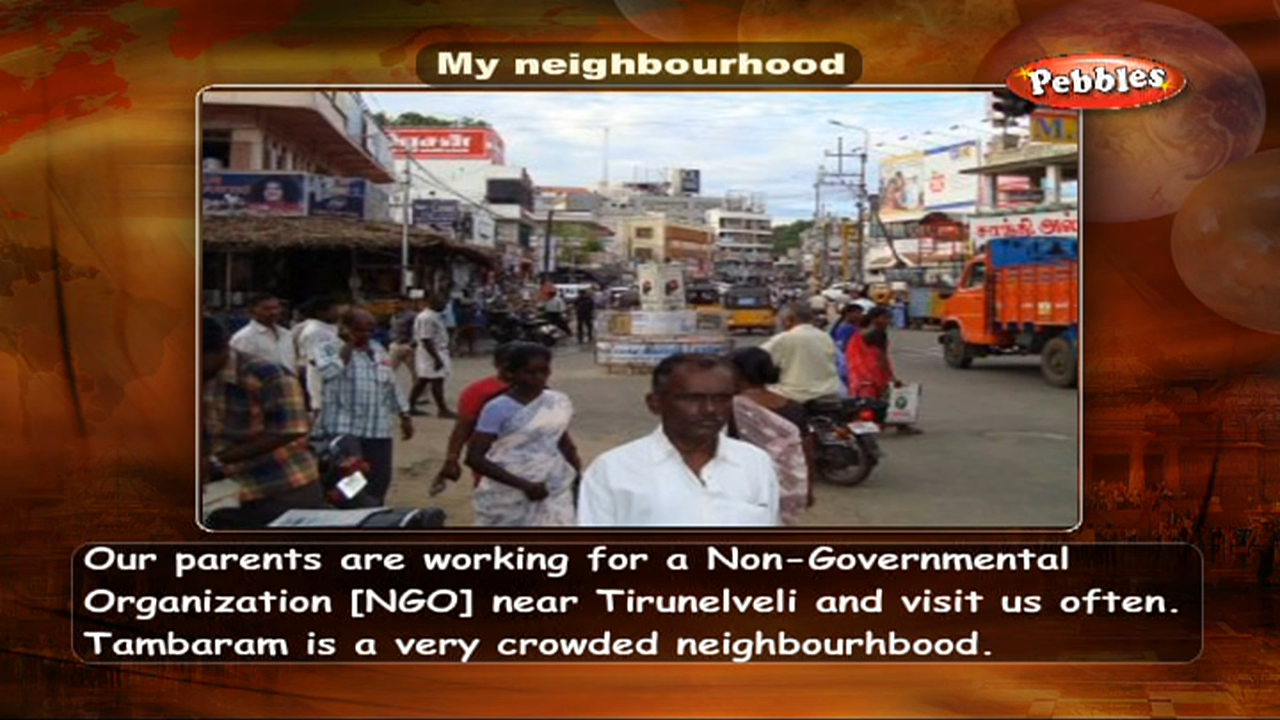 My neighbourhood
Pebbles
M.
சாந்தி அல்
Our parents are working for a Non-Governmental
Organization [NGO] near Tirunelveli and visit us often.
Tambaram is a very crowded neighbourhbood.